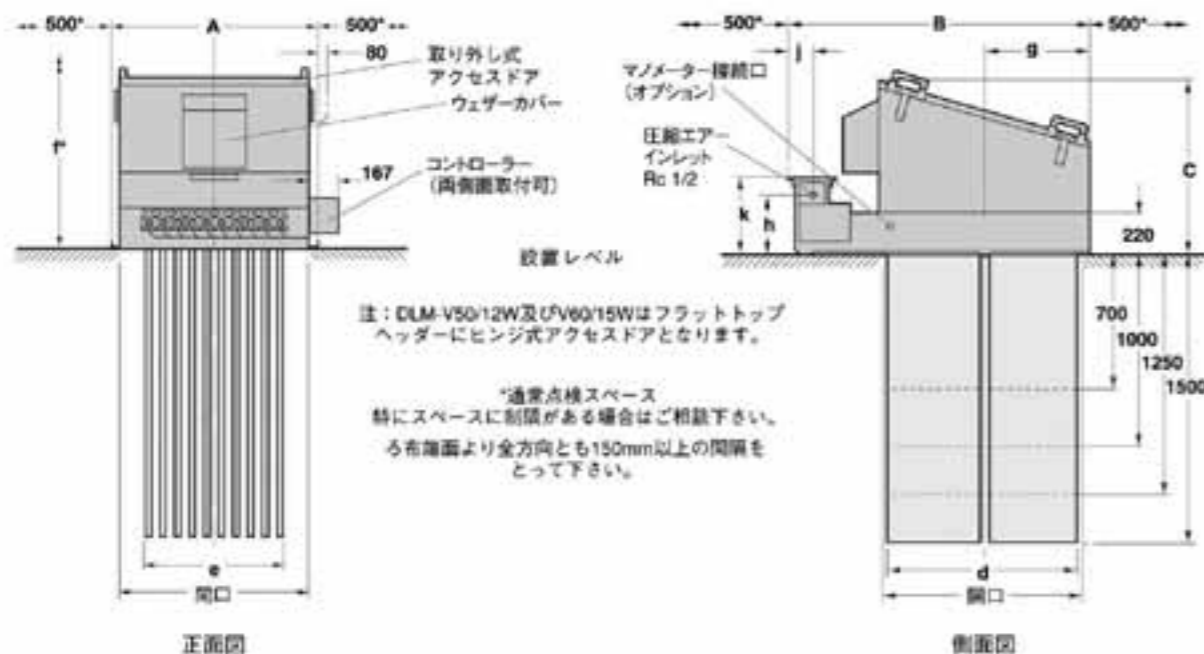 500*
A
500*
80
取り外し式
アクセスドア
ウェザーカバー
f*
コントローラー
(両側面取付可)
167
e
開口
正面図
500*
B
500*
j
g
マノメーター接続口
(オプション)
圧縮エアー
インレット
Rc 1/2
k
h
C
220
設置レベル
700
1000
1250
1500
d
開口
側面図
注：DLM-V50/12W及びV60/15Wはフラットトップ
ヘッダーにヒンジ式アクセスドアとなります。
*通常点検スペース
特にスペースに制限がある場合はご相談下さい。
ろ布端面より全方向とも150mm以上の間隔を
とって下さい。